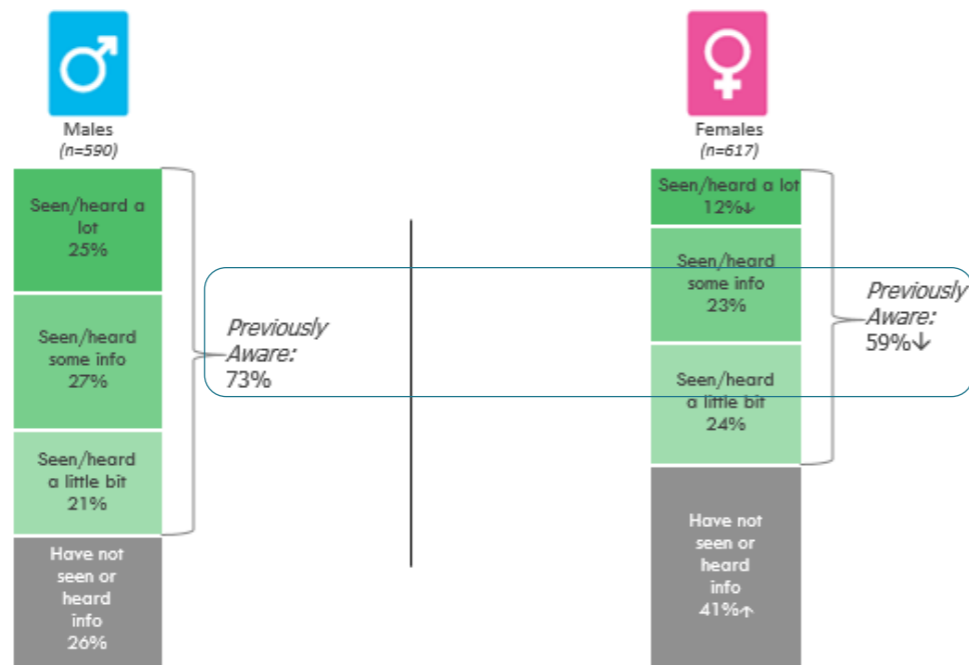 Males
(n=590)
Seen/heard a
lot
25%
Seen/heard
some info
27%
Seen/heard
a little bit
21%
Have not
seen or
heard
info
26%
Previously
Aware:
73%
Females
(n=617)
Seen/heard a lot
12%↓
Seen/heard
some info
23%
Seen/heard
a little bit
24%
Have not
seen or
heard
info
41%↑
Previously
Aware:
59%↓